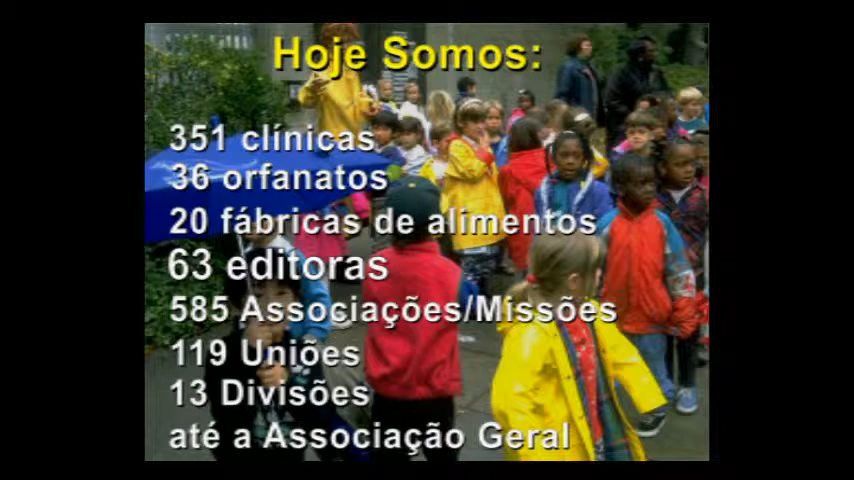 Hoje Somos:
351 clínicas
36 orfanatos
20 fábricas de alimentos
63 editoras
585 Associações/Missões
119 Uniões
13 Divisões
até a Associação Geral